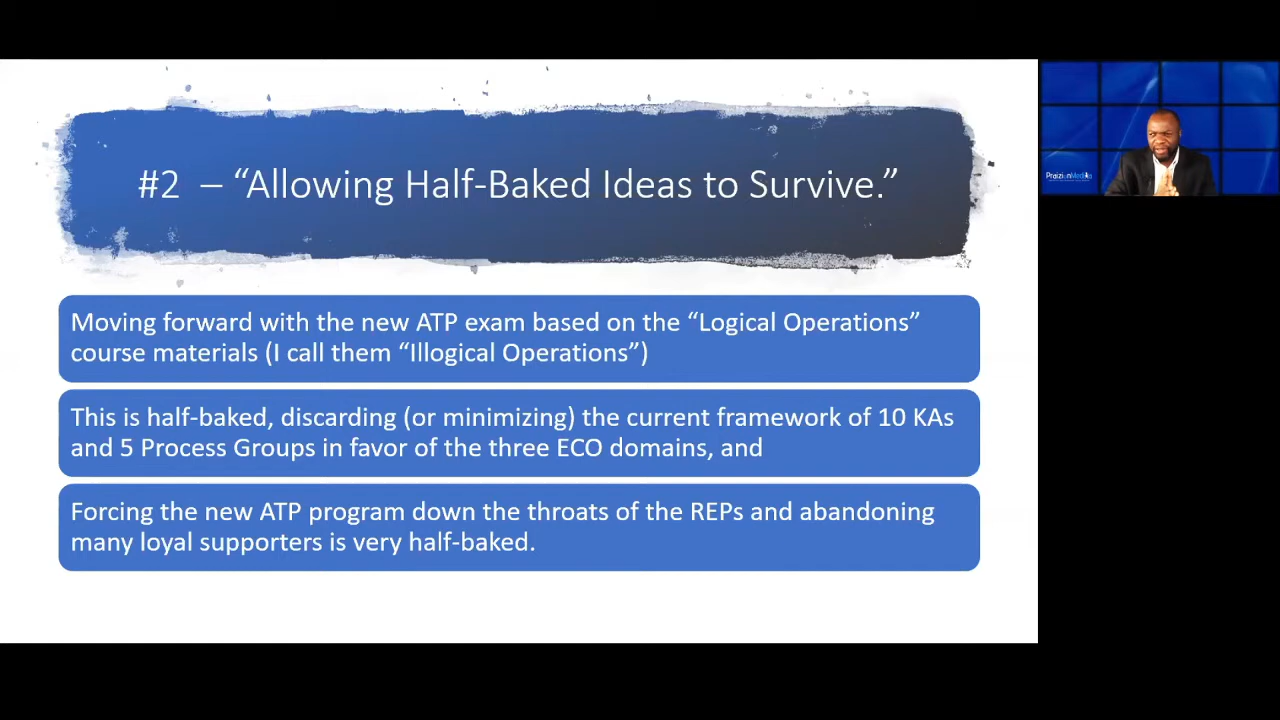 #2 – “Allowing Half-Baked Ideas to Survive.”
Moving forward with the new ATP exam based on the “Logical Operations”
course materials (I call them “Illogical Operations”)
This is half-baked, discarding (or minimizing) the current framework of 10 KAs
and 5 Process Groups in favor of the three ECO domains, and
Forcing the new ATP program down the throats of the REPs and abandoning
many loyal supporters is very half-baked.
PraizionMedia